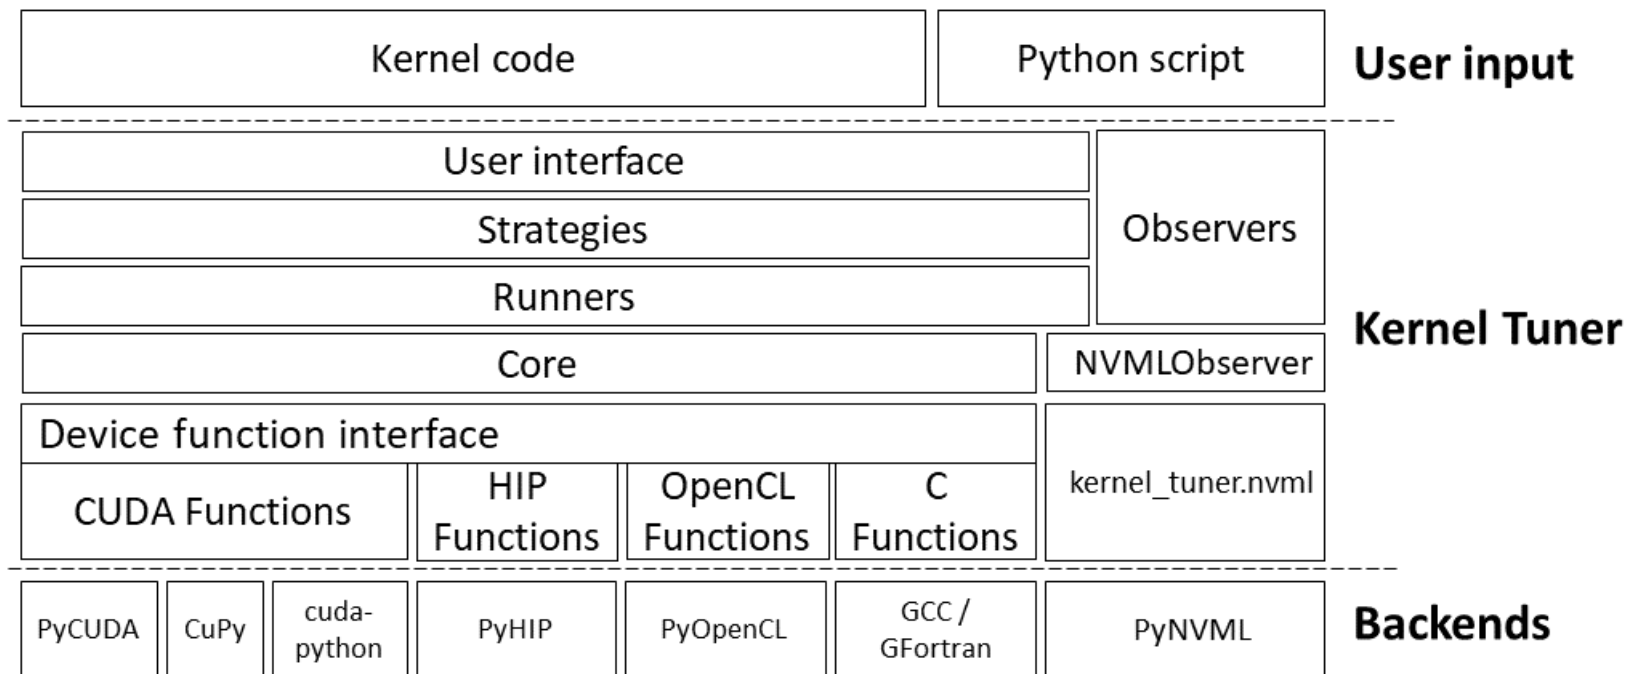 Kernel code
Python script
User input
User interface
Observers
Strategies
Runners
Kernel Tuner
Core
NVMLObserver
Device function interface
kernel_tuner.nvml
CUDA Functions
HIP
Functions
OpenCL
Functions
C
Functions
PyCUDA
CuPy
cuda-
python
PyHIP
PyOpenCL
GCC /
GFortran
PyNVML
Backends